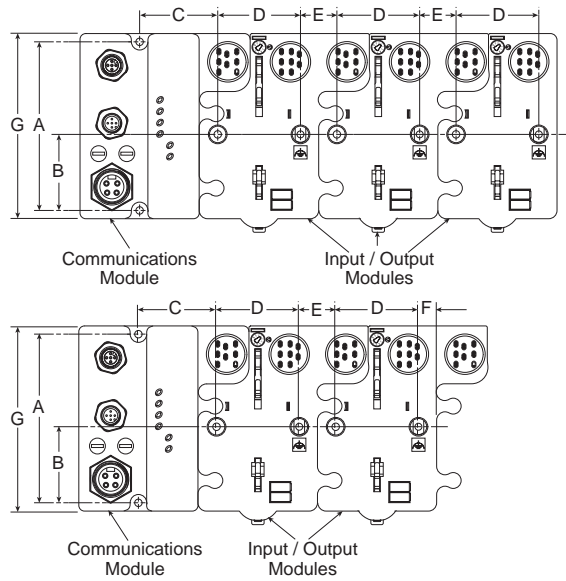 C D E D E D
G A
B
Communications
Module
Input / Output
Modules
C D E D F
G A
B
Communications
Module
Input / Output
Modules